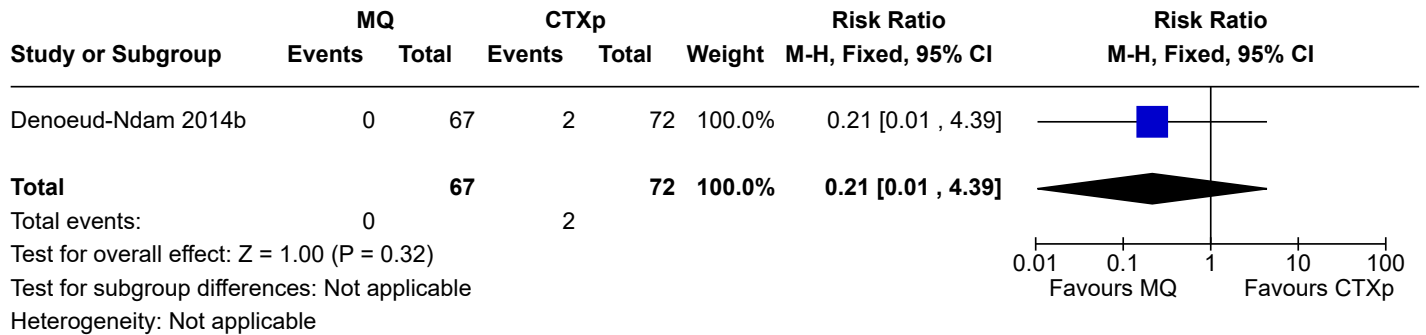 MQ CTXp Risk Ratio Risk Ratio
Study or Subgroup Events Total Events Total Weight M-H, Fixed, 95% CI M-H, Fixed, 95% CI
Denoeud-Ndam 2014b 0 67 2 72 100.0% 0.21 [0.01 , 4.39]
Total 67 72 100.0% 0.21 [0.01 , 4.39]
Total events: 0 2
Test for overall effect: Z = 1.00 (P = 0.32)
Test for subgroup differences: Not applicable
Heterogeneity: Not applicable
0.01 0.1 1 10 100
Favours MQ Favours CTXp